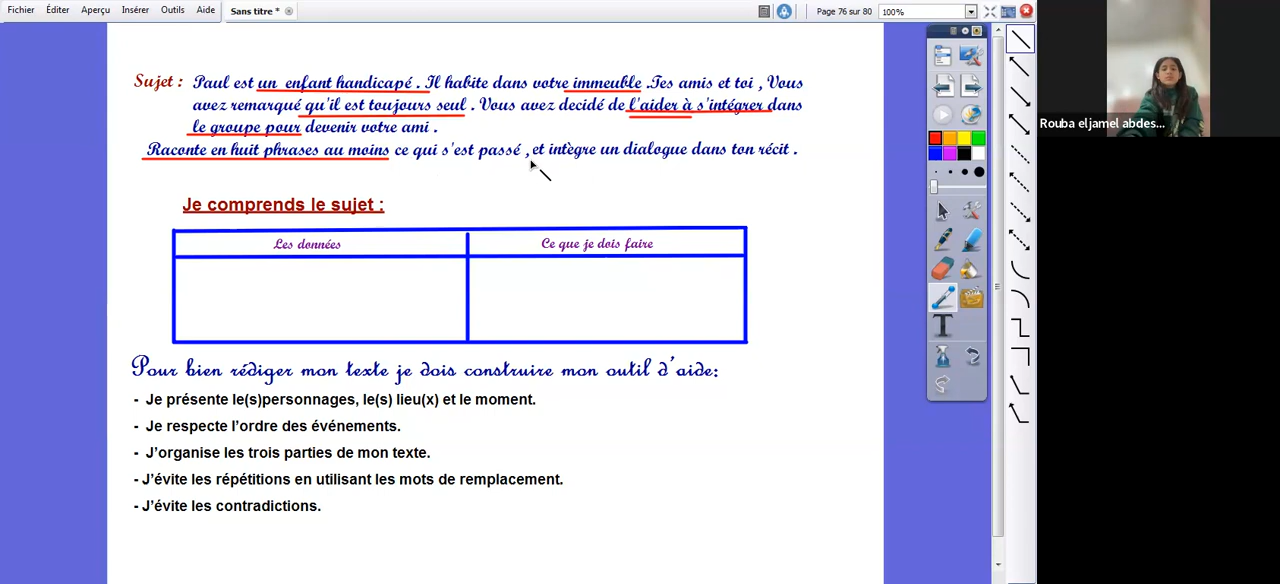 Fichier Éditer Aperçu Insérer Outils Aide Sans titre * Page 76 sur 80 100%
Sujet : Paul est un enfant handicapé . Il habite dans votre immeuble .Tes amis et toi , Vous
avez remarqué qu'il est toujours seul . Vous avez decidé de l'aider à s'intégrer dans
le groupe pour devenir votre ami .
Raconte en huit phrases au moins ce qui s'est passé , et intègre un dialogue dans ton récit .
Rouba eljamel abdes...
Je comprends le sujet :
Les données Ce que je dois faire
Pour bien rédiger mon texte je dois construire mon outil d'aide:
- Je présente le(s)personnages, le(s) lieu(x) et le moment.
- Je respecte l'ordre des événements.
- J'organise les trois parties de mon texte.
- J'évite les répétitions en utilisant les mots de remplacement.
- J'évite les contradictions.